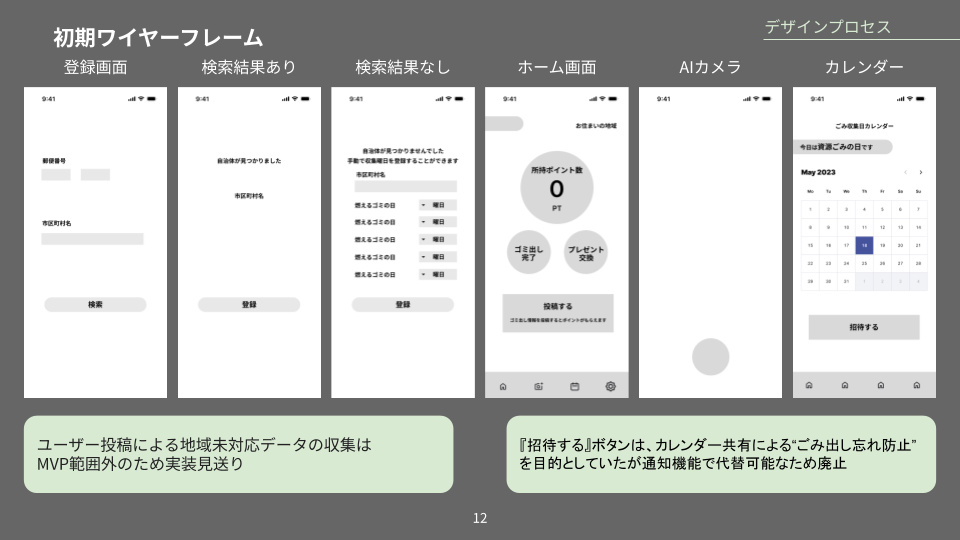 初期ワイヤーフレーム
デザインプロセス
登録画面
検索結果あり
検索結果なし
ホーム画面
AIカメラ
カレンダー
9:41
郵便番号
市区町村名
検索
9:41
自治体が見つかりました
市区町村名
登録
9:41
自治体が見つかりませんでした
手動で収集曜日を登録することができます
市区町村名
燃えるゴミの日 曜日
燃えるゴミの日 曜日
燃えるゴミの日 曜日
燃えるゴミの日 曜日
燃えるゴミの日 曜日
登録
9:41
お住まいの地域
所持ポイント数
0
PT
ゴミ出し
完了
プレゼント
交換
投稿する
ゴミ出し情報を投稿するとポイントがもらえます
9:41
9:41
ごみ収集日カレンダー
今日は資源ごみの日です
May 2023
Mo Tu We Th Fr Sa Su
1 2 3 4 5 6 7
8 9 10 11 12 13 14
15 16 17 18 19 20 21
22 23 24 25 26 27 28
29 30 31 1 2 3 4
招待する
ユーザー投稿による地域未対応データの収集は
MVP範囲外のため実装見送り
『招待する』ボタンは、カレンダー共有による“ごみ出し忘れ防止”
を目的としていたが通知機能で代替可能なため廃止
12